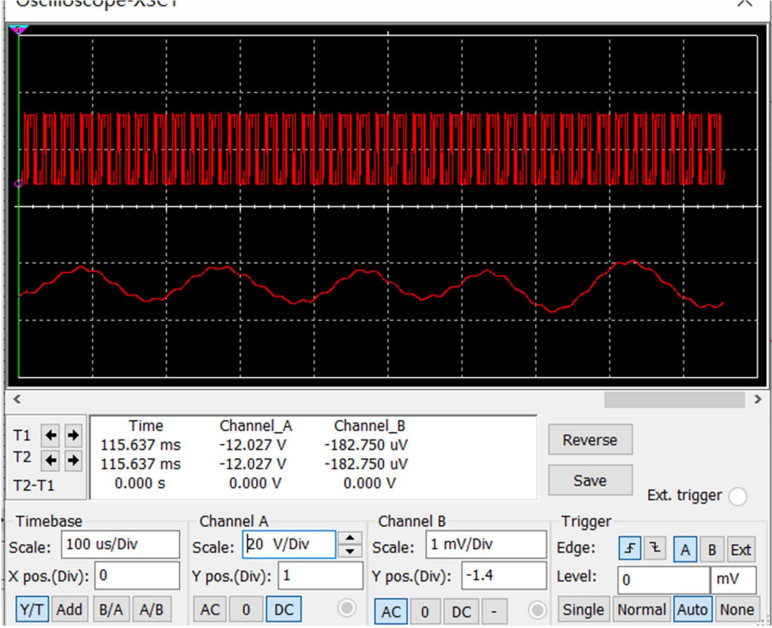 Oscilloscope-XSC1
T1
T2
T2-T1
Time Channel_A Channel_B
115.637 ms -12.027 V -182.750 uV
115.637 ms -12.027 V -182.750 uV
0.000 s 0.000 V 0.000 V
Reverse
Save
Ext. trigger
Timebase
Scale: 100 us/Div
X pos.(Div): 0
Y/T Add B/A A/B
Channel A
Scale: 20 V/Div
Y pos.(Div): 1
AC 0 DC
Channel B
Scale: 1 mV/Div
Y pos.(Div): -1.4
AC 0 DC -
Trigger
Edge: A B Ext
Level: 0 mV
Single Normal Auto None